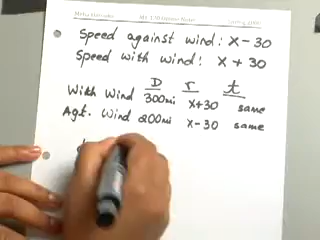 Speed against wind: x - 30
Speed with wind: x + 30
D r t
With Wind 300mi x+30 same
Agt. Wind 200mi x-30 same